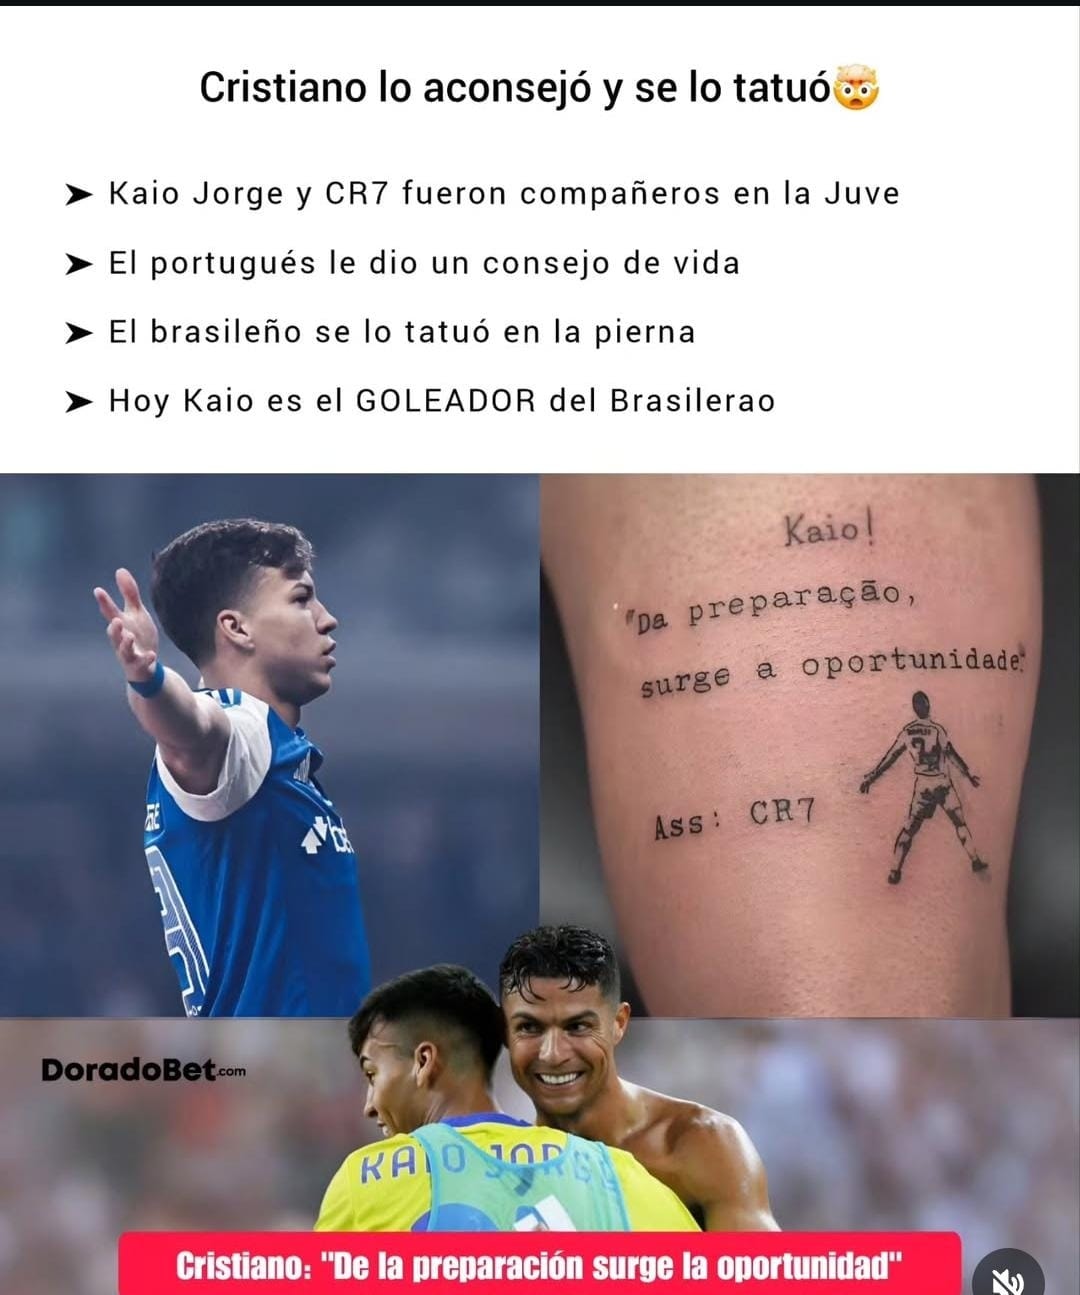 Cristiano lo aconsejó y se lo tatuó🤯
➤ Kaio Jorge y CR7 fueron compañeros en la Juve
➤ El portugués le dio un consejo de vida
➤ El brasileño se lo tatuó en la pierna
➤ Hoy Kaio es el GOLEADOR del Brasilerao
Kaio!
"Da preparação,
surge a oportunidade."
Ass: CR7
DoradoBet.com
KAIO JORGE
Cristiano: "De la preparación surge la oportunidad"